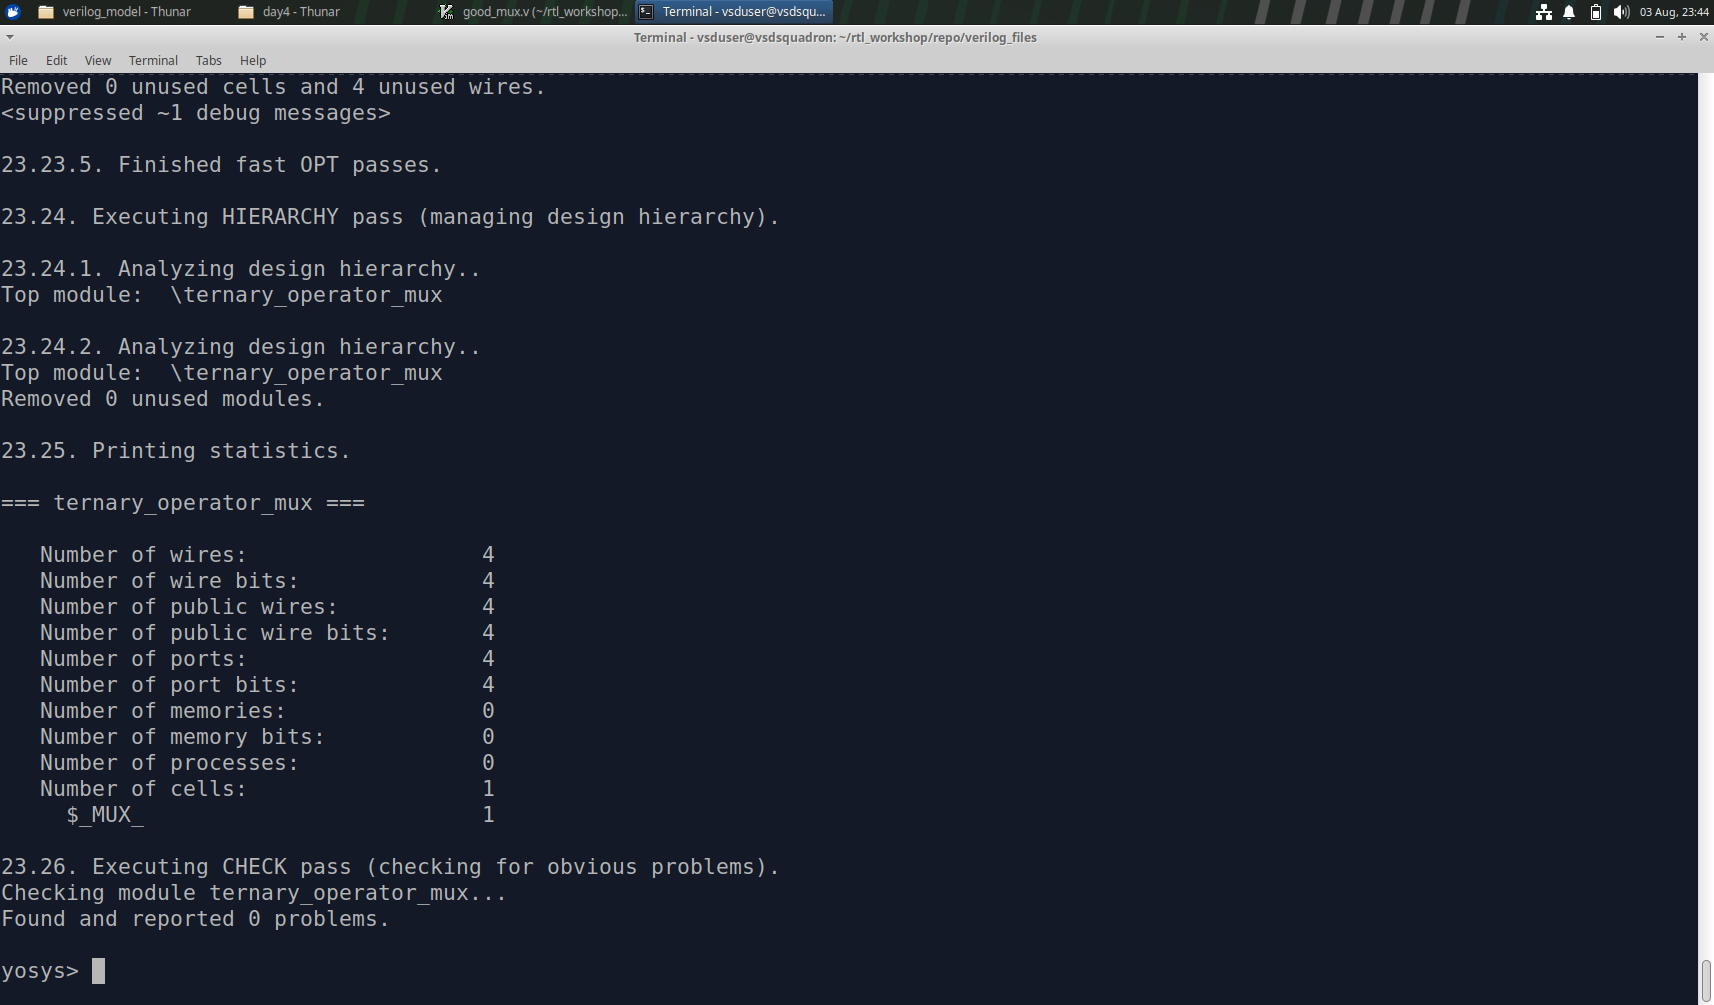 verilog_model - Thunar day4 - Thunar good_mux.v (~/rtl_workshop... Terminal - vsduser@vsdsqu... 03 Aug, 23:44
Terminal - vsduser@vsdsquadron: ~/rtl_workshop/repo/verilog_files
File Edit View Terminal Tabs Help
Removed 0 unused cells and 4 unused wires.
<suppressed ~1 debug messages>
23.23.5. Finished fast OPT passes.
23.24. Executing HIERARCHY pass (managing design hierarchy).
23.24.1. Analyzing design hierarchy..
Top module:  \ternary_operator_mux
23.24.2. Analyzing design hierarchy..
Top module:  \ternary_operator_mux
Removed 0 unused modules.
23.25. Printing statistics.
=== ternary_operator_mux ===
Number of wires: 4
Number of wire bits: 4
Number of public wires: 4
Number of public wire bits: 4
Number of ports: 4
Number of port bits: 4
Number of memories: 0
Number of memory bits: 0
Number of processes: 0
Number of cells: 1
$_MUX_ 1
23.26. Executing CHECK pass (checking for obvious problems).
Checking module ternary_operator_mux...
Found and reported 0 problems.
yosys>